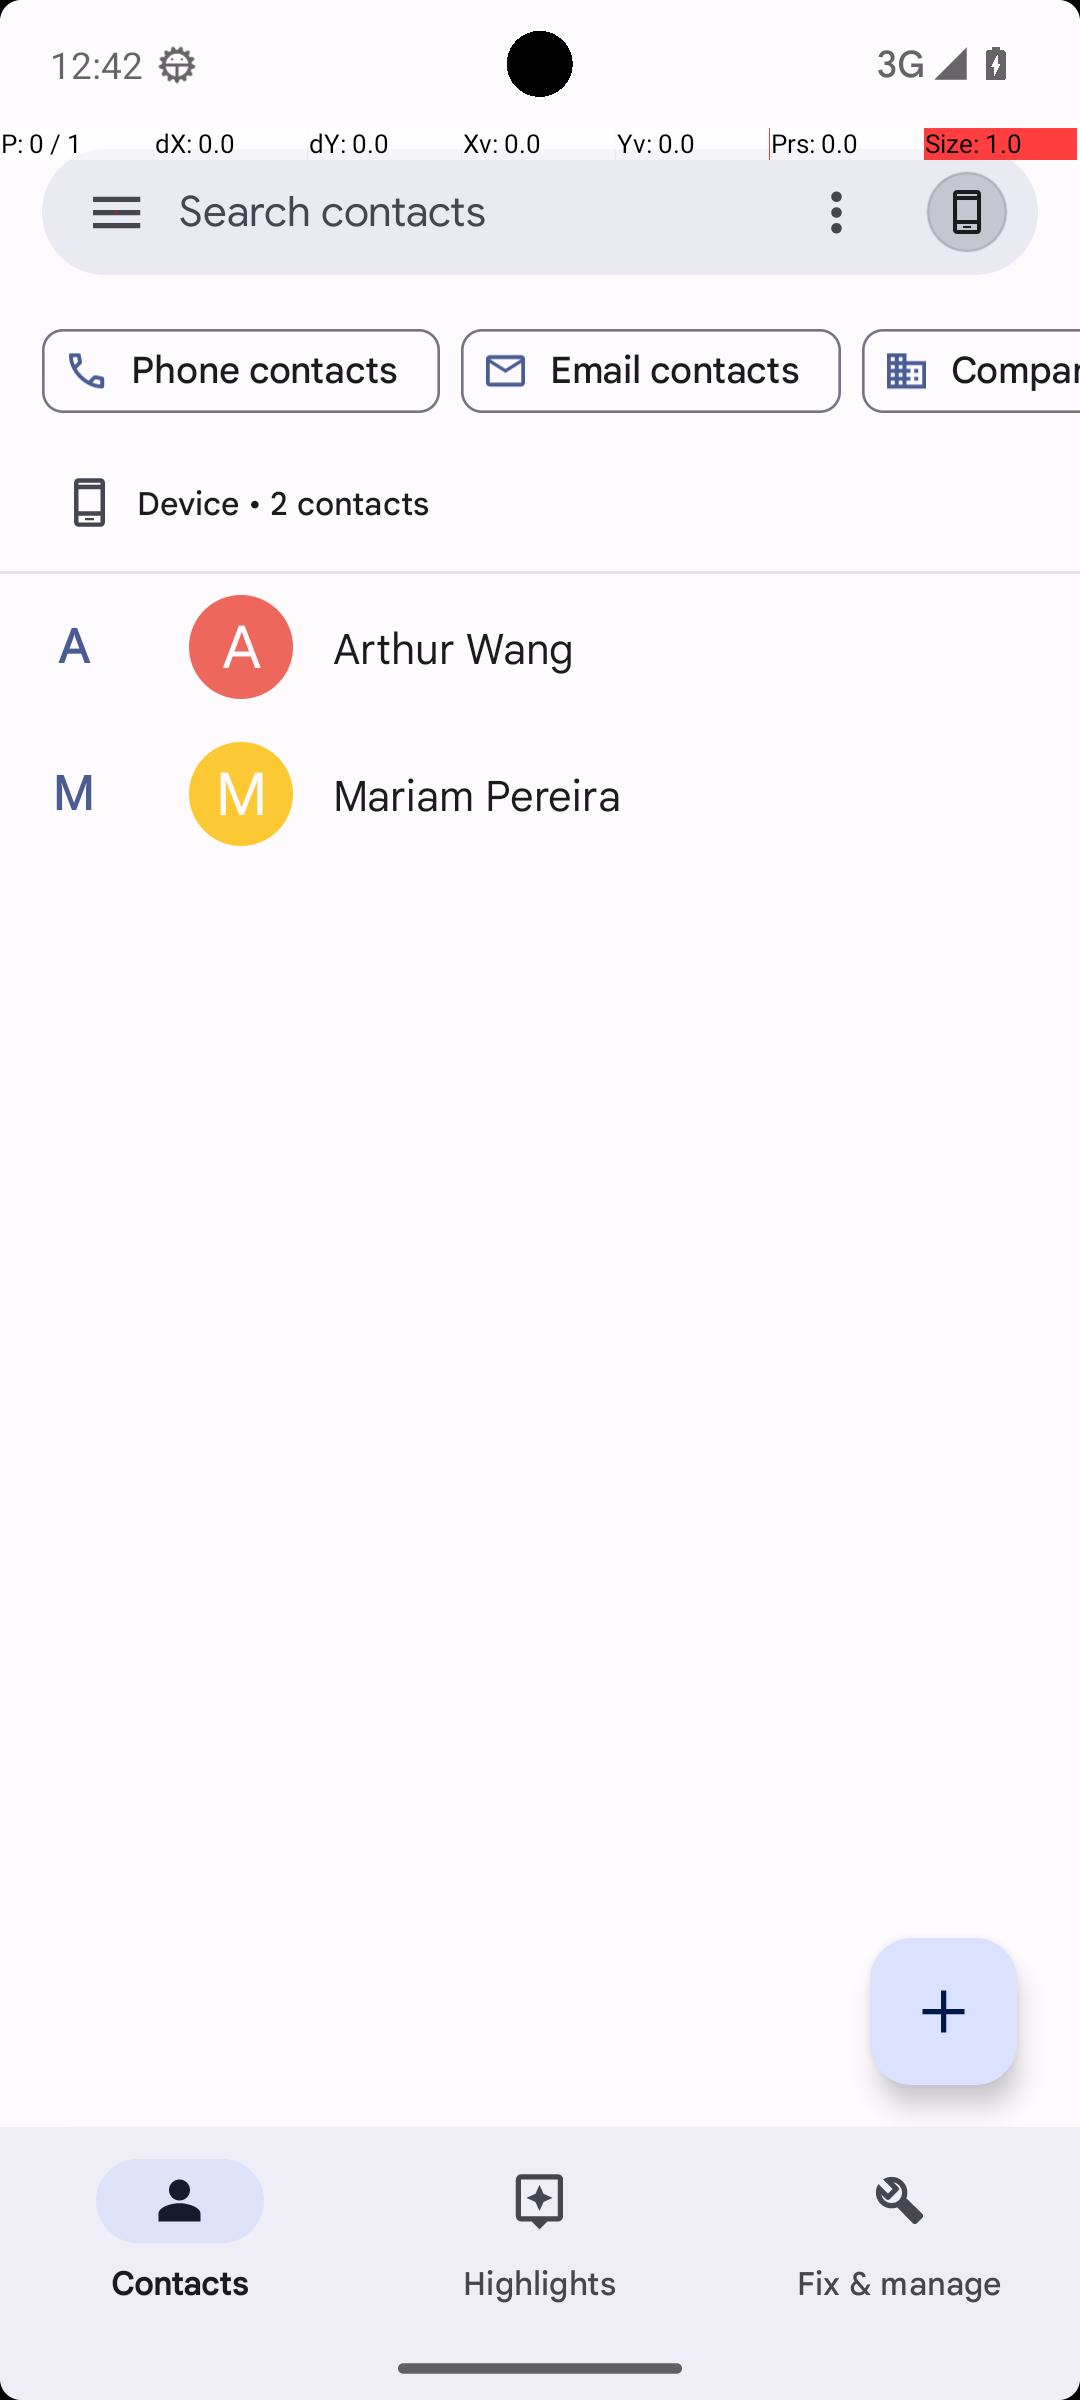 12:42 3G
P: 0 / 1 dX: 0.0 dY: 0.0 Xv: 0.0 Yv: 0.0 Prs: 0.0 Size: 1.0
Search contacts
Phone contacts Email contacts Compar
Device • 2 contacts
A A Arthur Wang
M M Mariam Pereira
Contacts Highlights Fix & manage